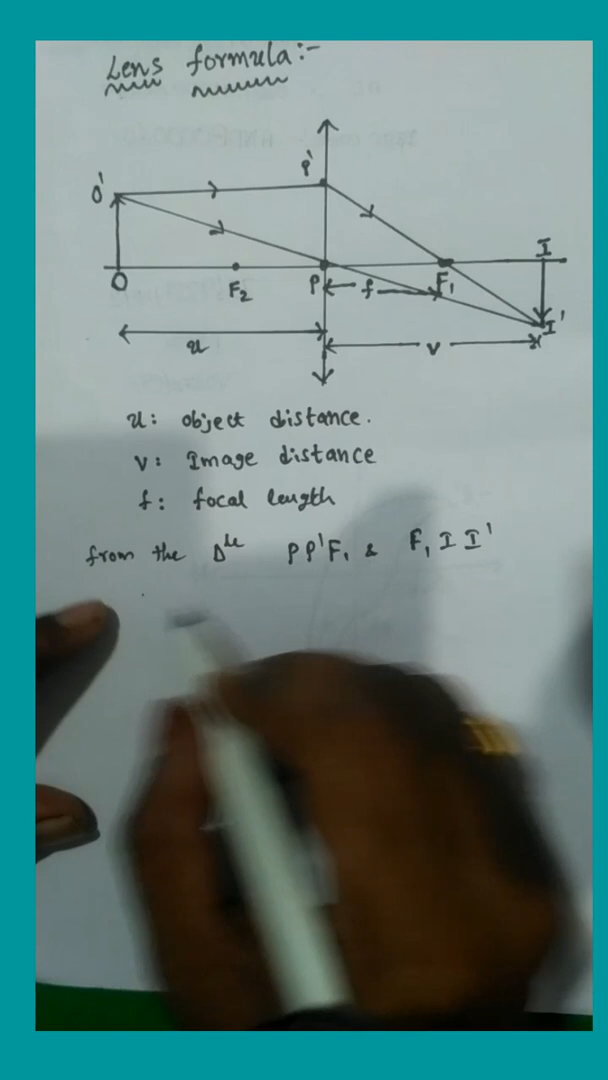 Lens formula:-
P'
O'
I
O
F2
P
f
F1
I'
u
v
u: object distance.
v: Image distance
f: focal length
from the Δle PP'F1 & F1II'